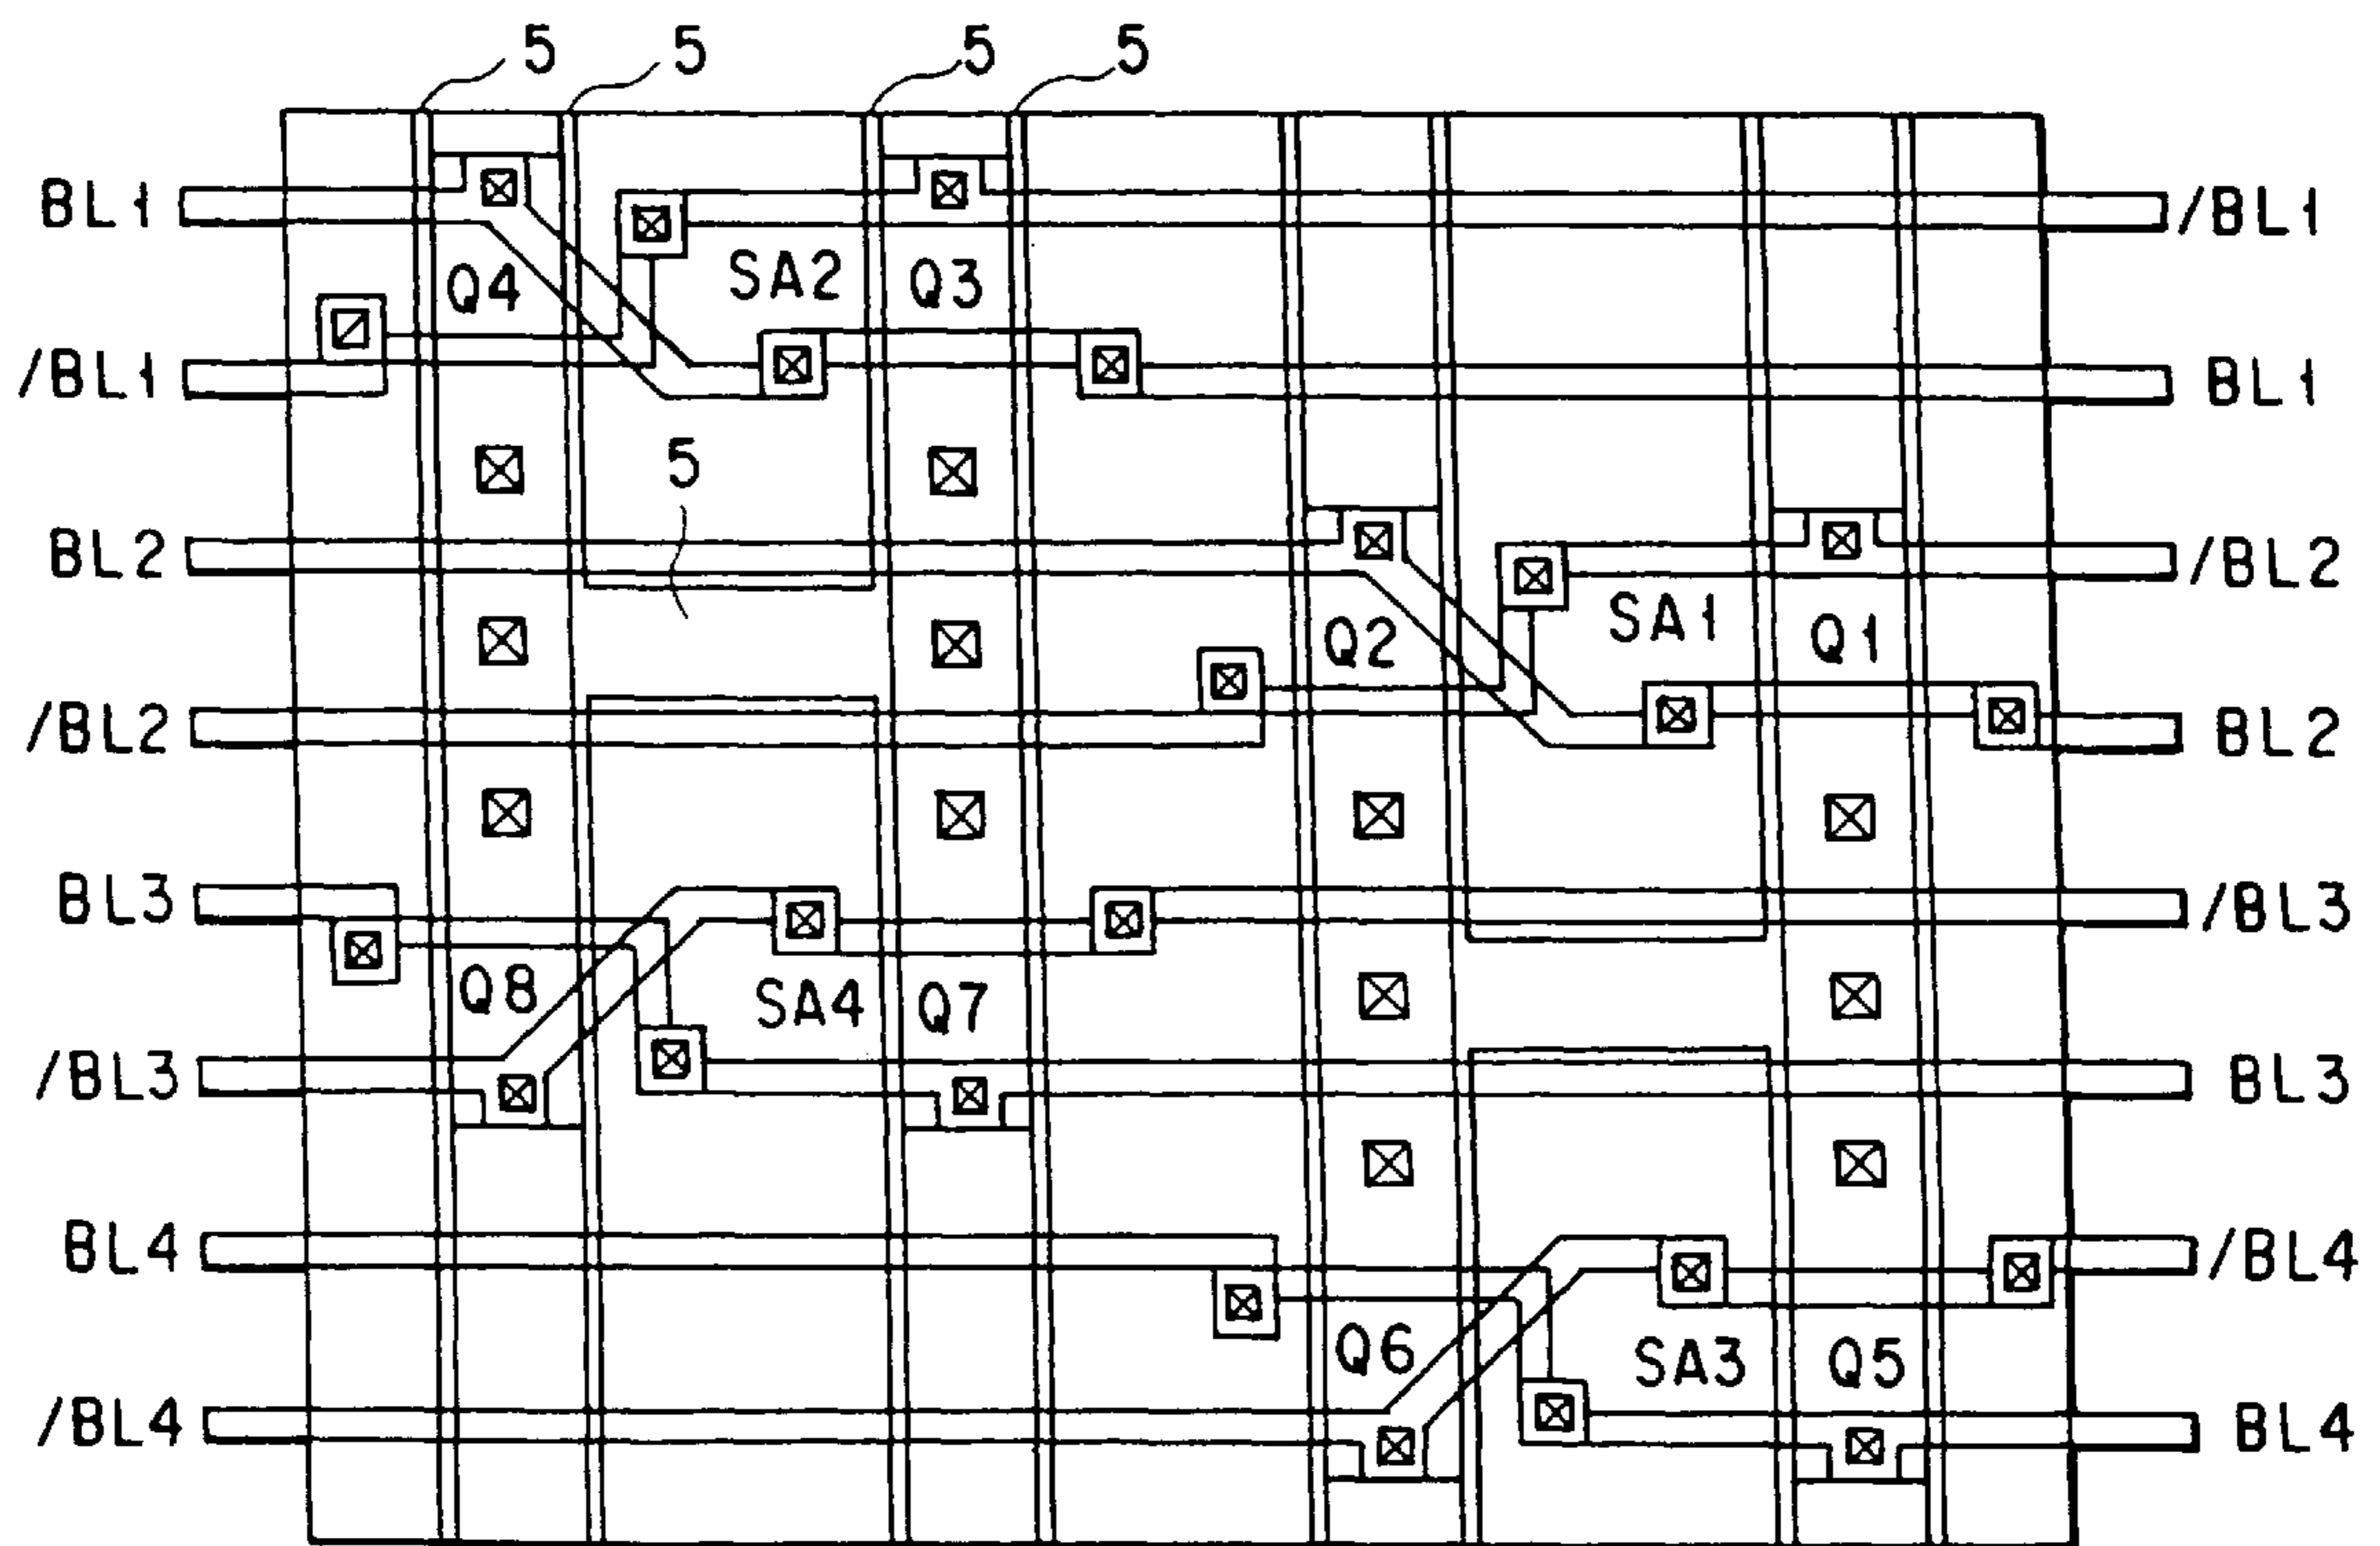 5 5 5 5
BL1 /BL1
Q4 SA2 Q3
/BL1 BL1
5
BL2 /BL2
Q2 SA1 Q1
/BL2 BL2
BL3 /BL3
Q8 SA4 Q7
/BL3 BL3
BL4 /BL4
Q6 SA3 Q5
/BL4 BL4